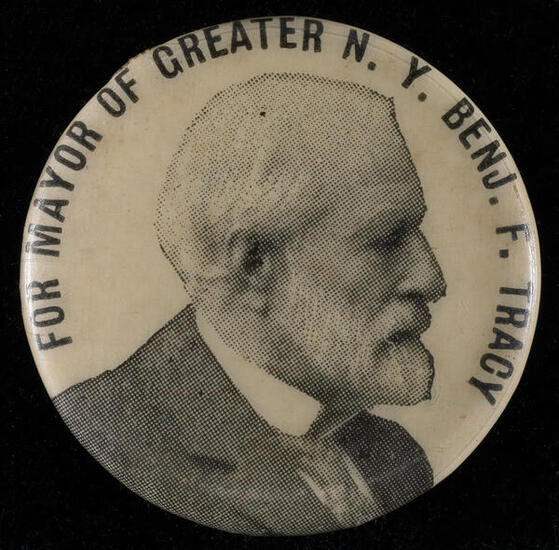 FOR MAYOR OF GREATER N. Y. BENJ. F. TRACY